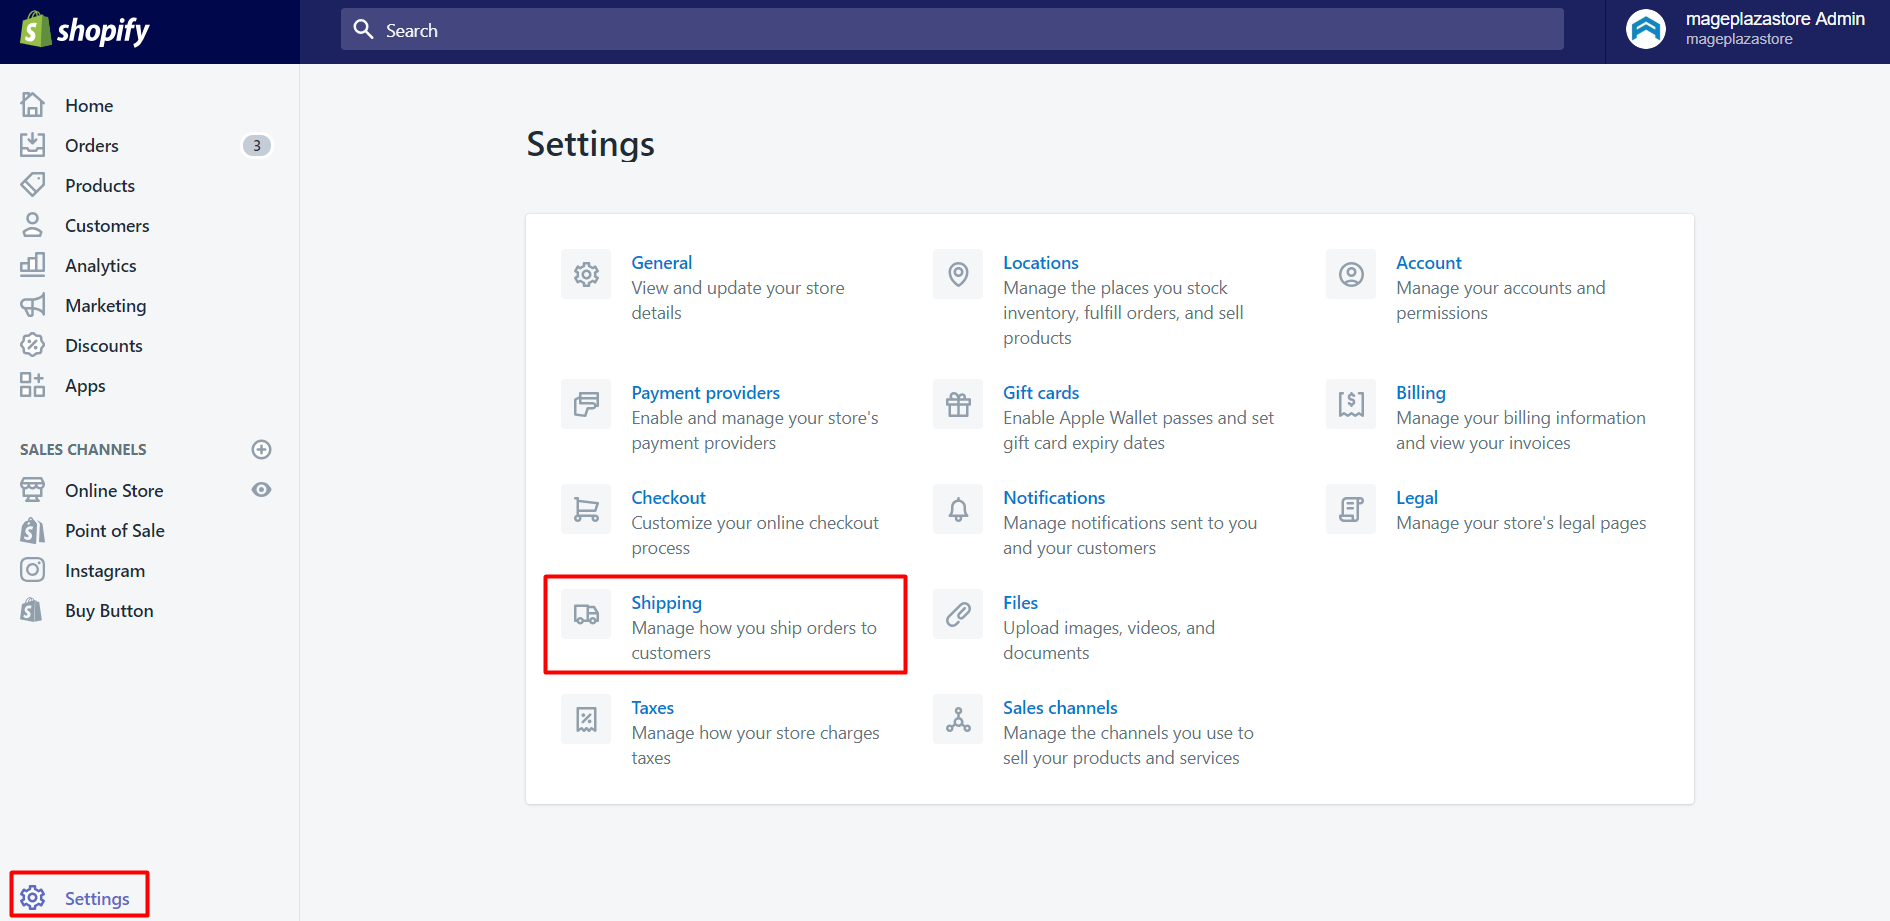 shopify
Search
mageplazastore Admin
mageplazastore
Home
Orders 3
Products
Customers
Analytics
Marketing
Discounts
Apps
SALES CHANNELS
Online Store
Point of Sale
Instagram
Buy Button
Settings
Settings
General
View and update your store
details
Locations
Manage the places you stock
inventory, fulfill orders, and sell
products
Account
Manage your accounts and
permissions
Payment providers
Enable and manage your store's
payment providers
Gift cards
Enable Apple Wallet passes and set
gift card expiry dates
Billing
Manage your billing information
and view your invoices
Checkout
Customize your online checkout
process
Notifications
Manage notifications sent to you
and your customers
Legal
Manage your store's legal pages
Shipping
Manage how you ship orders to
customers
Files
Upload images, videos, and
documents
Taxes
Manage how your store charges
taxes
Sales channels
Manage the channels you use to
sell your products and services